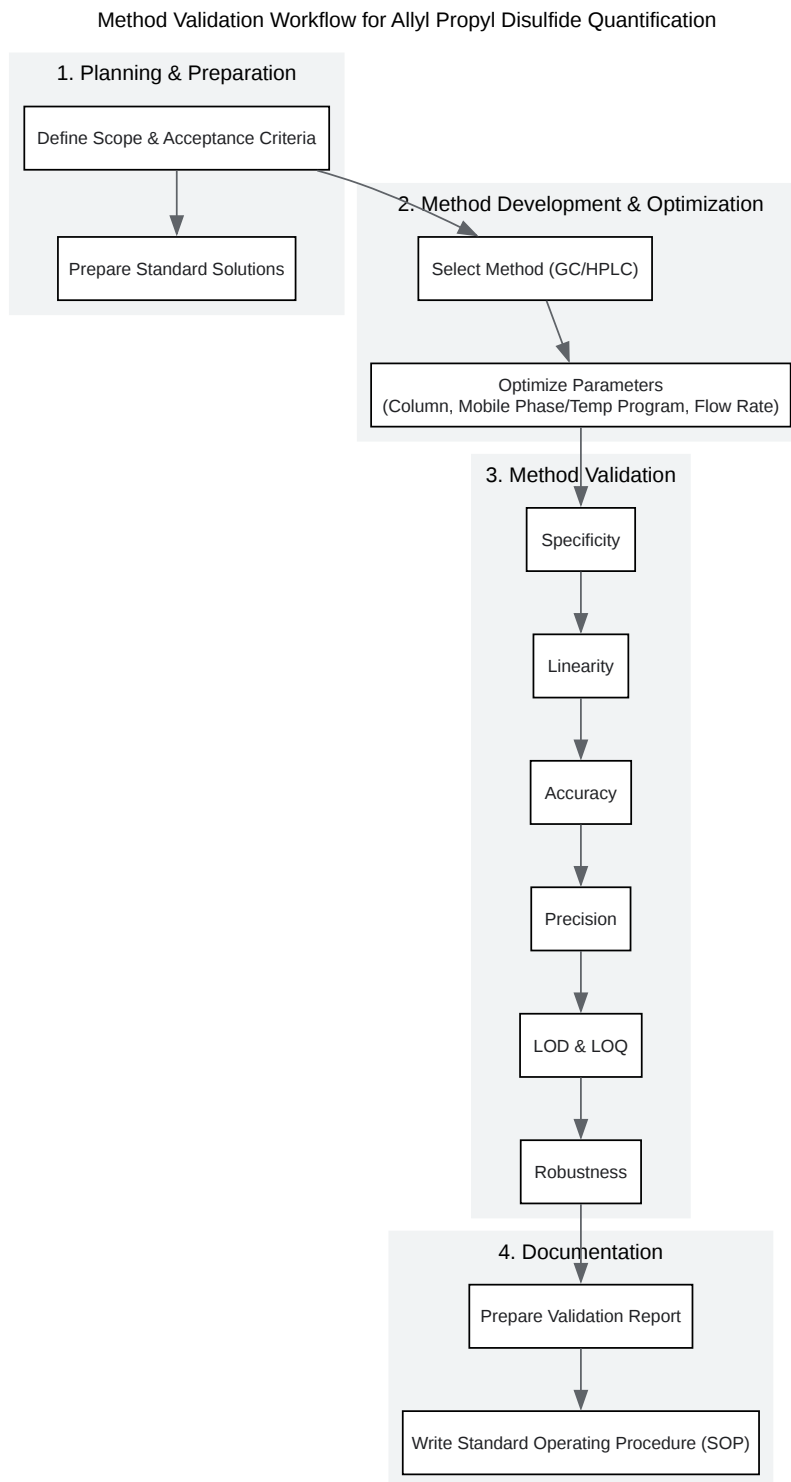 Method Validation Workflow for Allyl Propyl Disulfide Quantification
1. Planning & Preparation
Define Scope & Acceptance Criteria
Prepare Standard Solutions
2. Method Development & Optimization
Select Method (GC/HPLC)
Optimize Parameters
(Column, Mobile Phase/Temp Program, Flow Rate)
3. Method Validation
Specificity
Linearity
Accuracy
Precision
LOD & LOQ
Robustness
4. Documentation
Prepare Validation Report
Write Standard Operating Procedure (SOP)